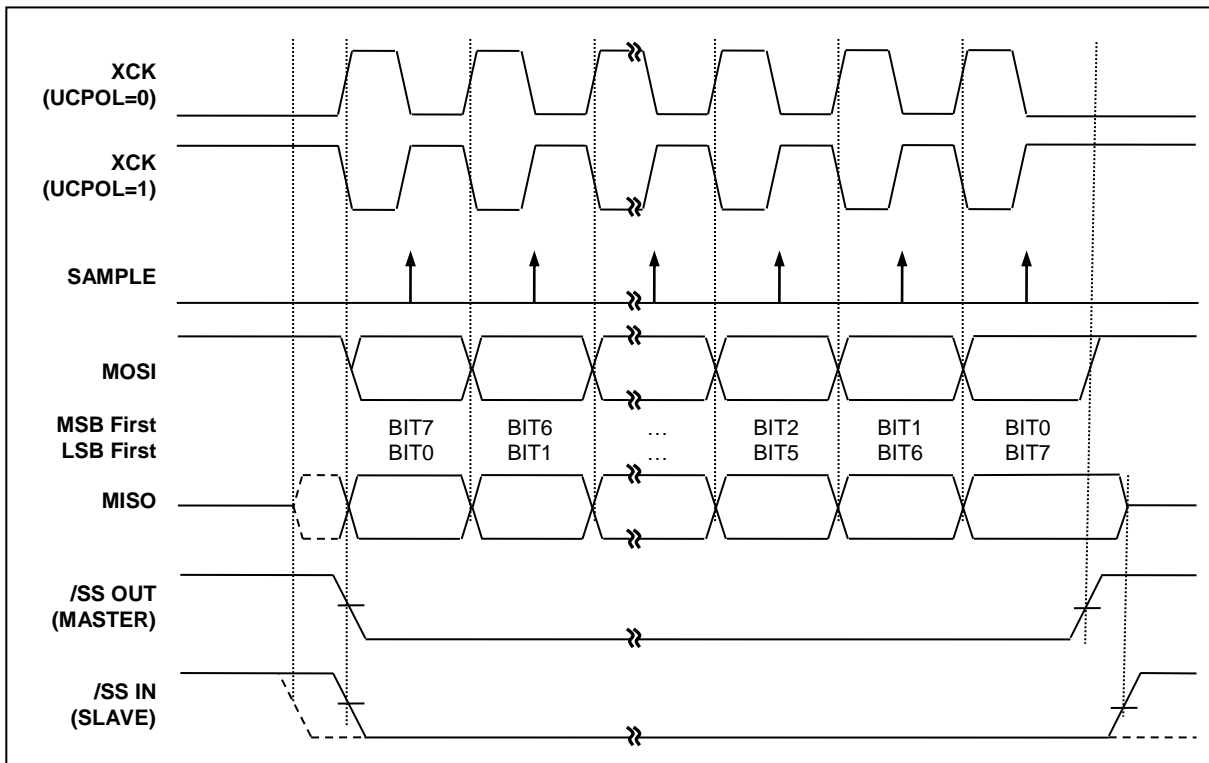 XCK
(UCPOL=0)
XCK
(UCPOL=1)
SAMPLE
MOSI
MSB First BIT7 BIT6 ... BIT2 BIT1 BIT0
LSB First BIT0 BIT1 ... BIT5 BIT6 BIT7
MISO
/SS OUT
(MASTER)
/SS IN
(SLAVE)